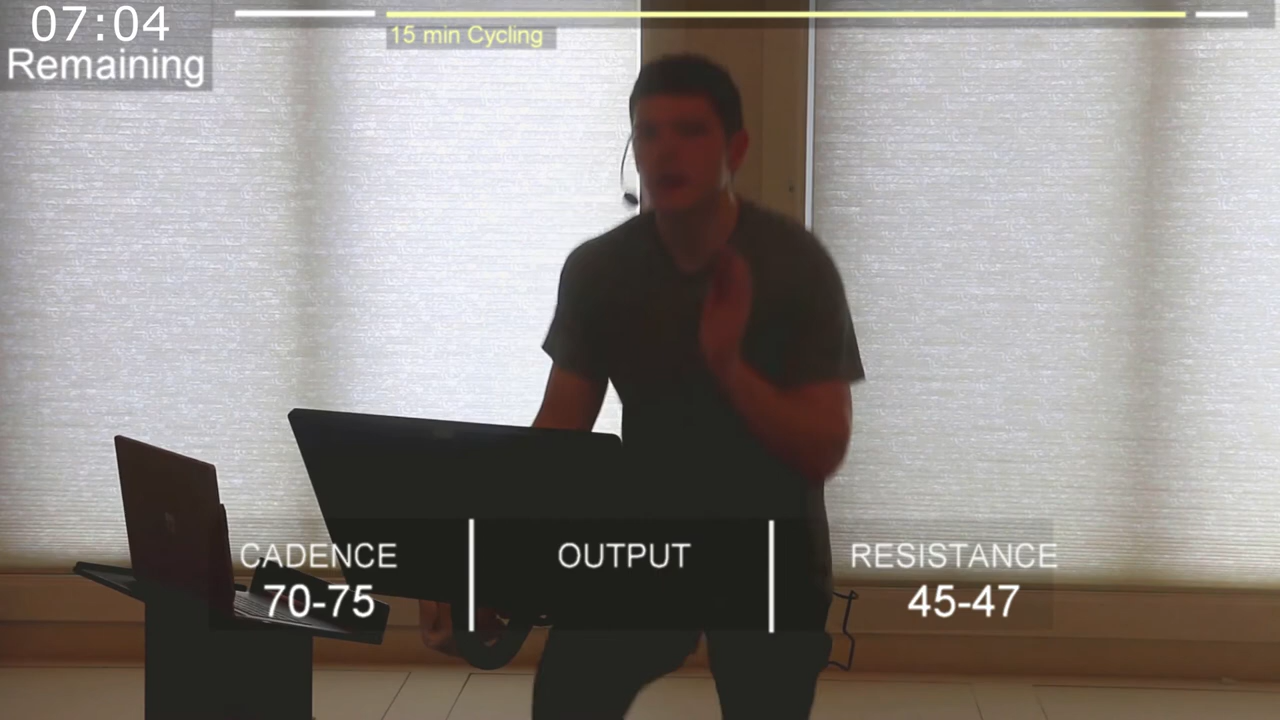 07:04
Remaining
15 min Cycling
CADENCE
70-75
OUTPUT
RESISTANCE
45-47